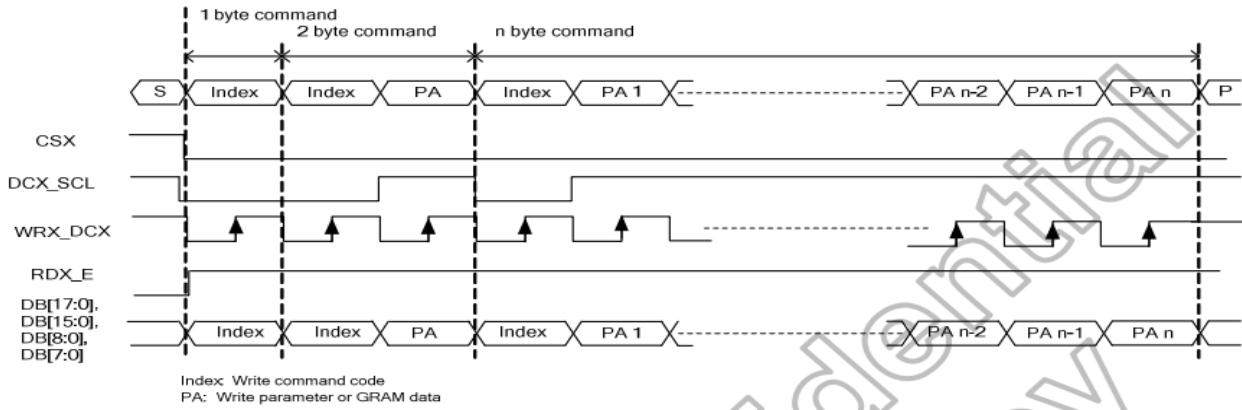 1 byte command
2 byte command n byte command
S Index Index PA Index PA 1 PA n-2 PA n-1 PA n P
CSX
DCX_SCL
WRX_DCX
RDX_E
DB[17:0],
DB[15:0],
DB[8:0],
DB[7:0]
Index Index PA Index PA 1 PA n-2 PA n-1 PA n
Index Write command code
PA: Write parameter or GRAM data